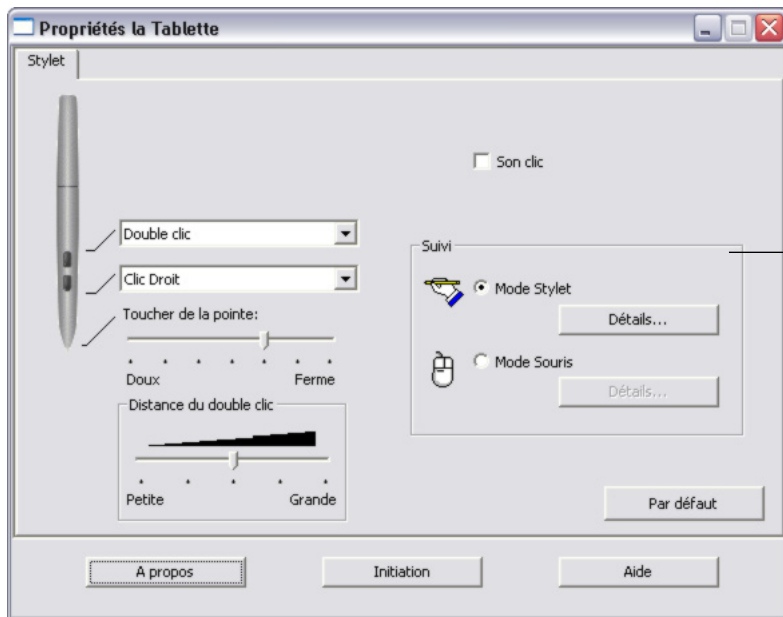 Propriétés la Tablette
Stylet
Son clic
Double clic
Clic Droit
Toucher de la pointe:
Doux Ferme
Distance du double clic
Petite Grande
Suivi
Mode Stylet
Détails...
Mode Souris
Détails...
Par défaut
A propos Initiation Aide